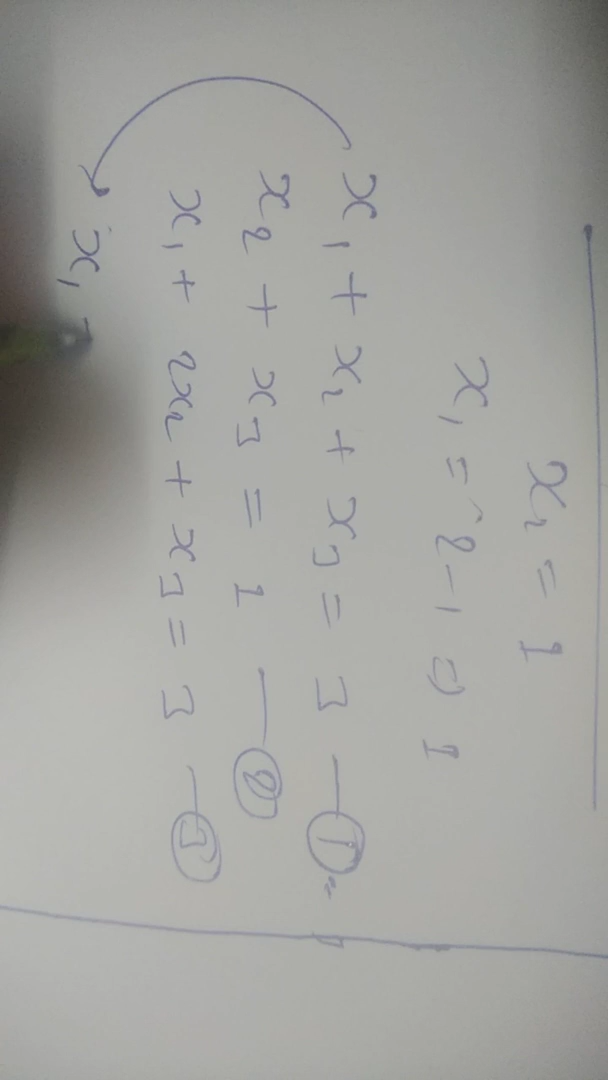 x₂ = 1
x₁ = 2 - 1 ⇒ 1
x₁ + x₂ + x₃ = 3 — ①
x₂ + x₃ = 1 — ②
x₁ + 2x₂ + x₃ = 3 — ③
x₁